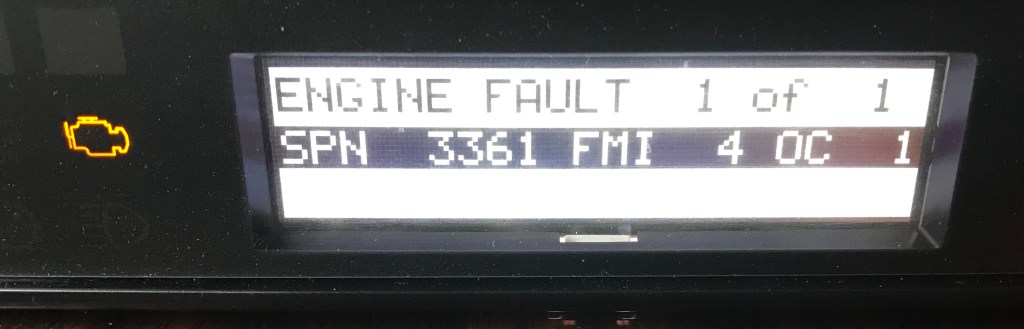 ENGINE FAULT 1 of 1
SPN 3361 FMI 4 OC 1